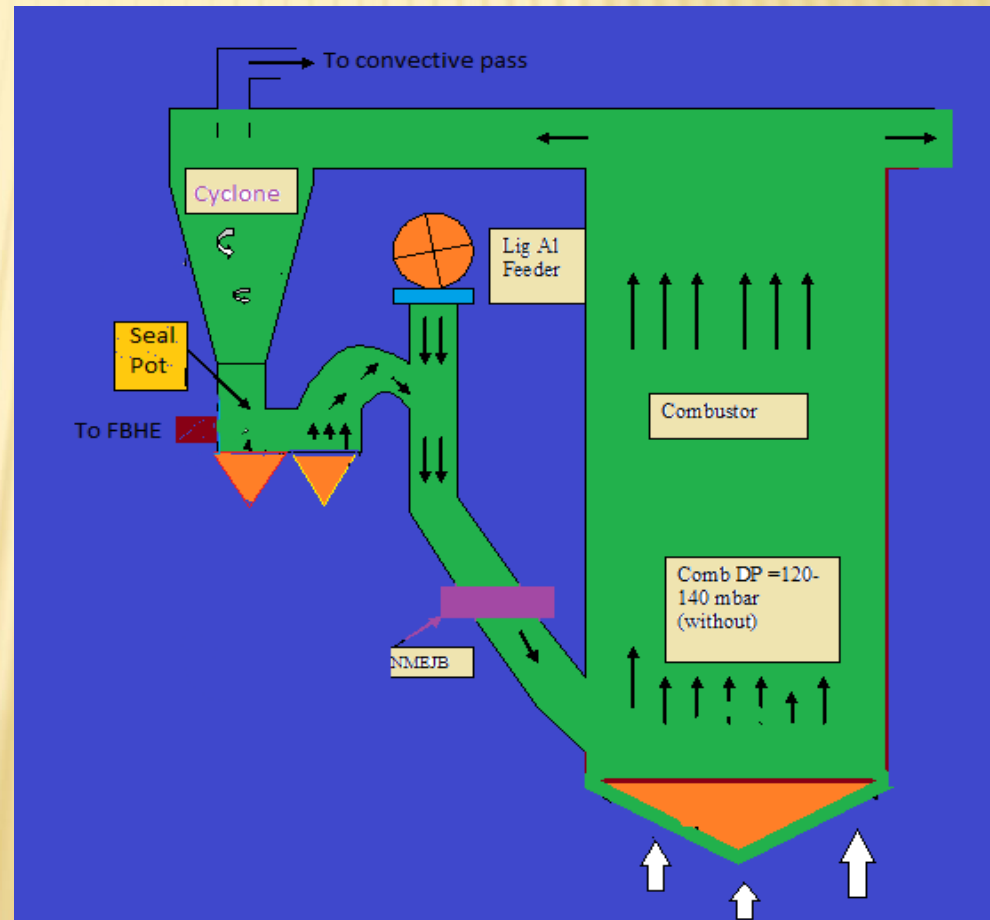 To convective pass
Cyclone
Lig A1
Feeder
Seal
Pot
To FBHE
Combustor
Comb DP =120-
140 mbar
(without)
NMEJB